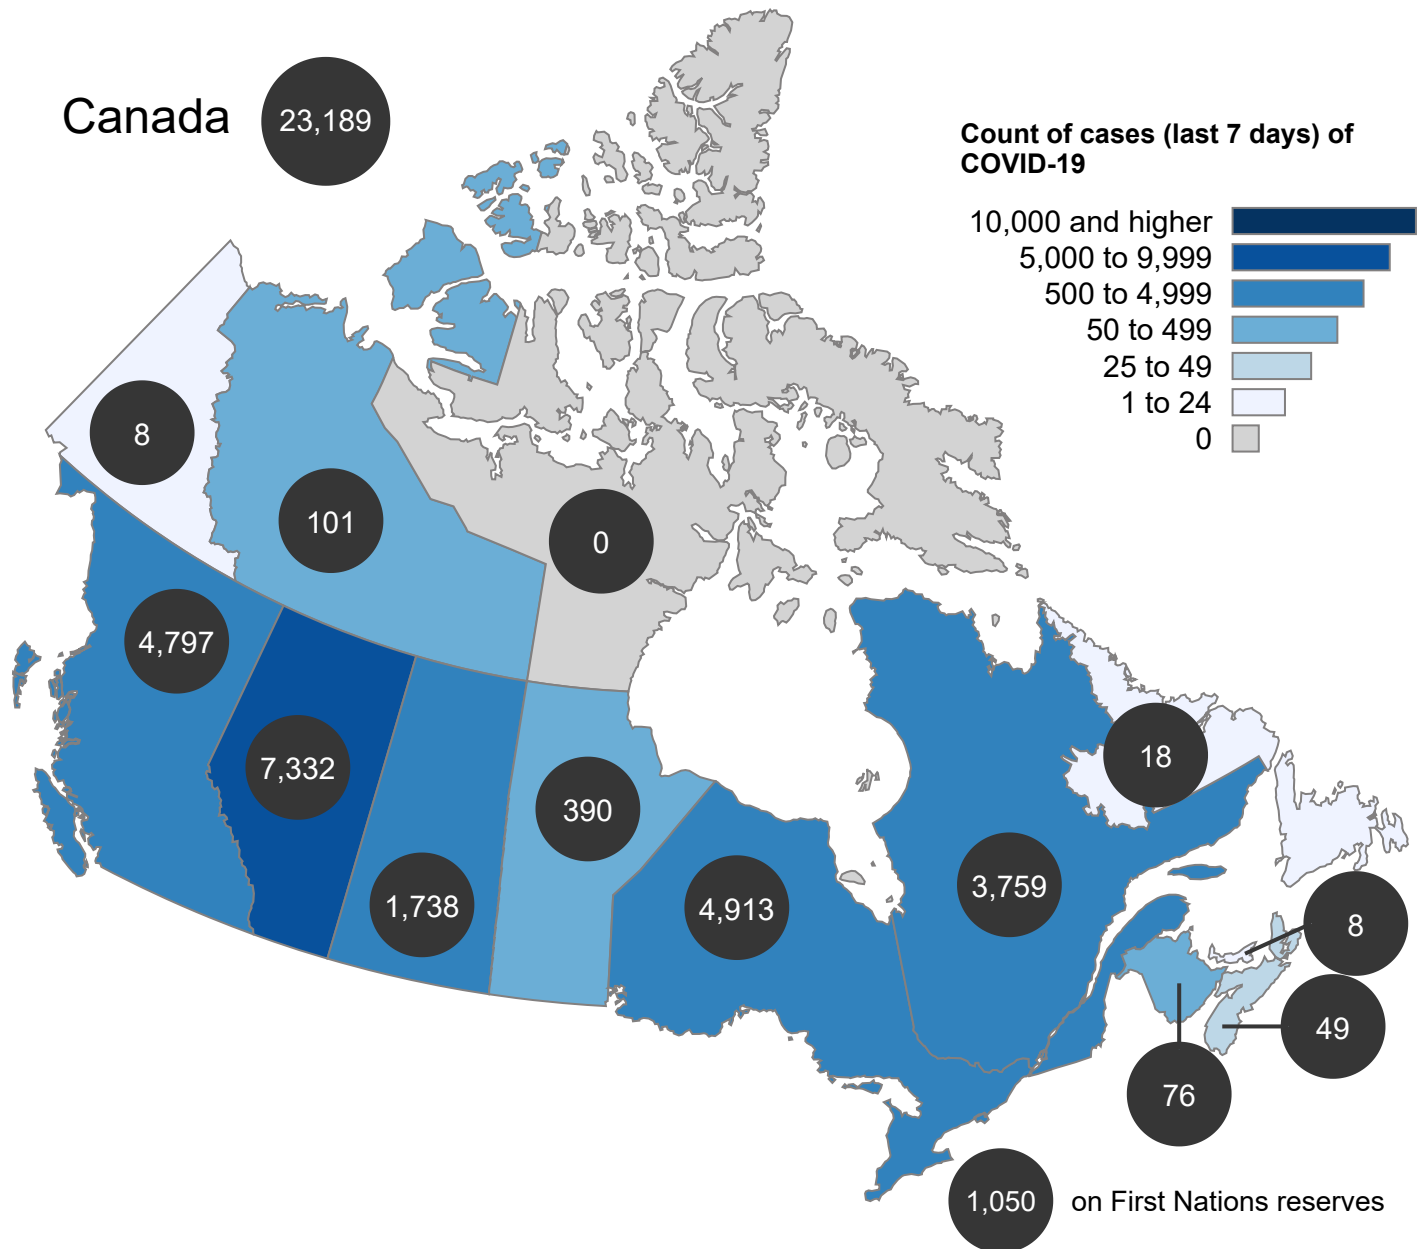 Canada
23,189
Count of cases (last 7 days) of
COVID-19
10,000 and higher
5,000 to 9,999
500 to 4,999
50 to 499
25 to 49
1 to 24
0
8
101
0
4,797
7,332
390
18
1,738
4,913
3,759
8
49
76
1,050 on First Nations reserves